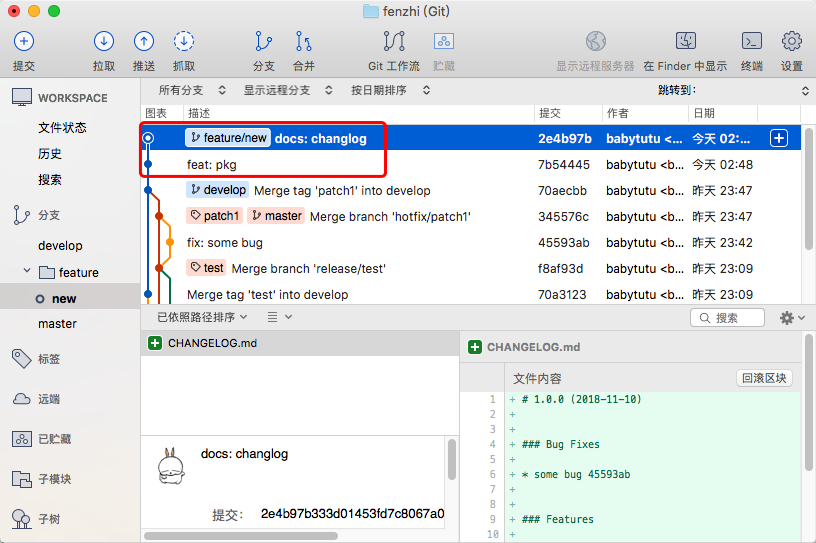 fenzhi (Git)
提交 拉取 推送 抓取 分支 合并 Git 工作流 贮藏 显示远程服务器 在 Finder 中显示 终端 设置
所有分支 显示远程分支 按日期排序 跳转到:
WORKSPACE
文件状态
历史
搜索
分支
develop
feature
new
master
标签
远端
已贮藏
子模块
子树
图表 描述 提交 作者 日期
feature/new docs: changlog 2e4b97b babytutu <... 今天 02:...
feat: pkg 7b54445 babytutu <b... 今天 02:48
develop Merge tag 'patch1' into develop 70aecbb babytutu <b... 昨天 23:47
patch1 master Merge branch 'hotfix/patch1' 345576c babytutu <b... 昨天 23:47
fix: some bug 45593ab babytutu <b... 昨天 23:42
test Merge branch 'release/test' f8af93d babytutu <b... 昨天 23:09
Merge tag 'test' into develop 70a3123 babytutu <b... 昨天 23:09
已依照路径排序 搜索
CHANGELOG.md
docs: changlog
提交: 2e4b97b333d01453fd7c8067a0
CHANGELOG.md
文件内容 回滚区块
1 + # 1.0.0 (2018-11-10)
2 +
3 +
4 + ### Bug Fixes
5 +
6 + * some bug 45593ab
7 +
8 +
9 + ### Features
10 +